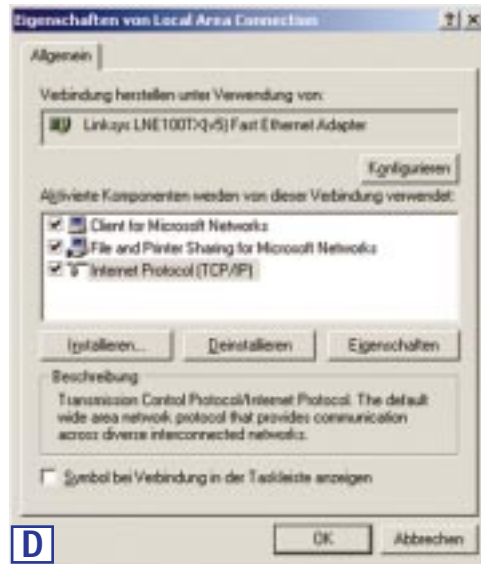 Eigenschaften von Local Area Connection
Allgemein
Verbindung herstellen unter Verwendung von:
Linksys LNE100TX(v5) Fast Ethernet Adapter
Konfigurieren
Aktivierte Komponenten werden von dieser Verbindung verwendet:
Client for Microsoft Networks
File and Printer Sharing for Microsoft Networks
Internet Protocol (TCP/IP)
Installieren...
Deinstallieren
Eigenschaften
Beschreibung
Transmission Control Protocol/Internet Protocol. The default
wide area network protocol that provides communication
across diverse interconnected networks.
Symbol bei Verbindung in der Taskleiste anzeigen
D
OK
Abbrechen